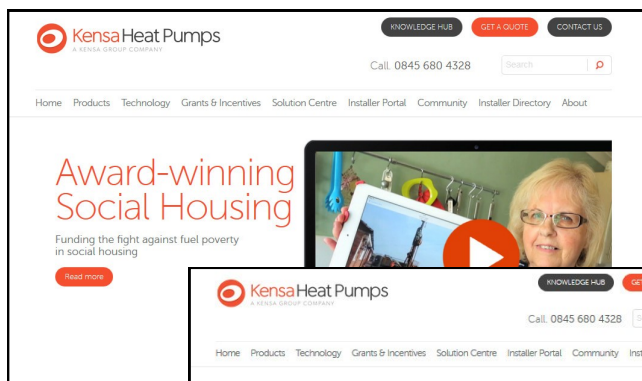 KNOWLEDGE HUB GET A QUOTE CONTACT US
Kensa Heat Pumps
A KENSA GROUP COMPANY
Call. 0845 680 4328 Search
Home Products Technology Grants & Incentives Solution Centre Installer Portal Community Installer Directory About
Award-winning
Social Housing
Funding the fight against fuel poverty
in social housing
Read more
KNOWLEDGE HUB
Kensa Heat Pumps
A KENSA GROUP COMPANY
Call. 0845 680 4328
Home Products Technology Grants & Incentives Solution Centre Installer Portal Community